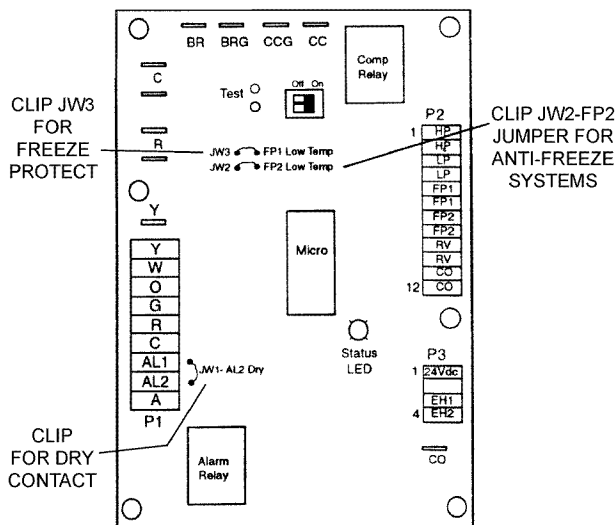 BR BRG CCG CC
C
Comp
Relay
Test
Off On
CLIP JW3
FOR
FREEZE
PROTECT
R
JW3 FP1 Low Temp
JW2 FP2 Low Temp
CLIP JW2-FP2
JUMPER FOR
ANTI-FREEZE
SYSTEMS
P2
1 HP
HP
LP
LP
FP1
FP1
FP2
FP2
RV
RV
CO
12 CO
Y
Y
W
O
G
R
C
AL1
AL2
A
P1
JW1- AL2 Dry
Micro
Status
LED
P3
1 24Vdc
EH1
4 EH2
CO
CLIP
FOR DRY
CONTACT
Alarm
Relay